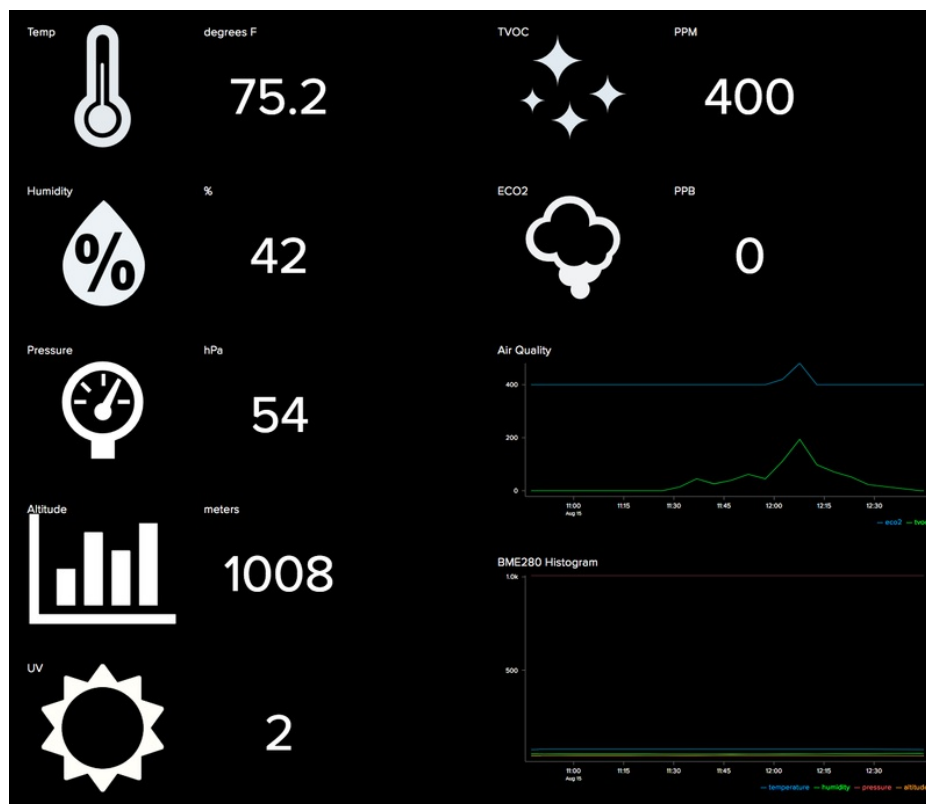 Temp
degrees F
75.2
Humidity
%
%
42
Pressure
hPa
54
Altitude
meters
1008
UV
2
TVOC
PPM
400
ECO2
PPB
0
Air Quality
400
200
0
11:00 11:15 11:30 11:45 12:00 12:15 12:30
Aug 15
eco2 tvoc
BME280 Histogram
1.0k
500
11:00 11:15 11:30 11:45 12:00 12:15 12:30
Aug 15
temperature humidity pressure altitude